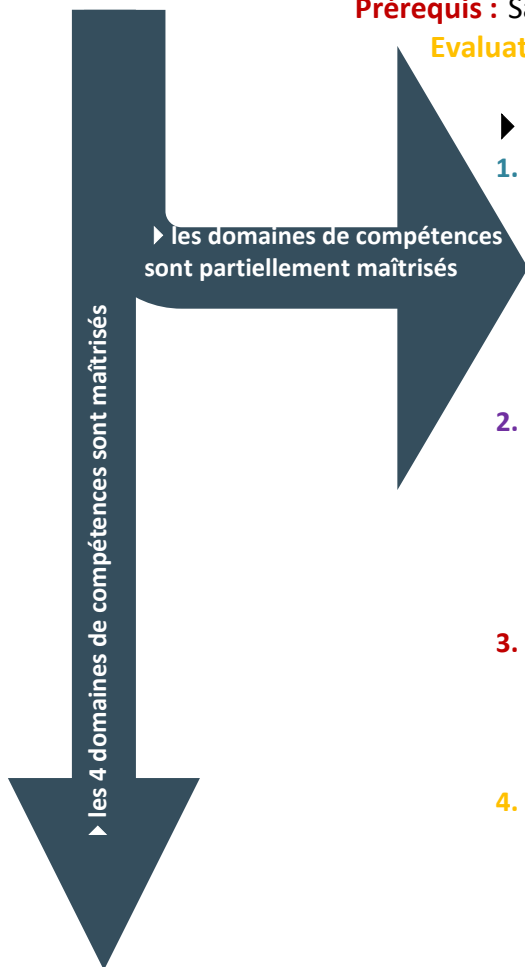 Prérequis :
Evaluat
1.
les domaines de compétences
sont partiellement maîtrisés
les 4 domaines de compétences sont maîtrisés
2.
3.
4.